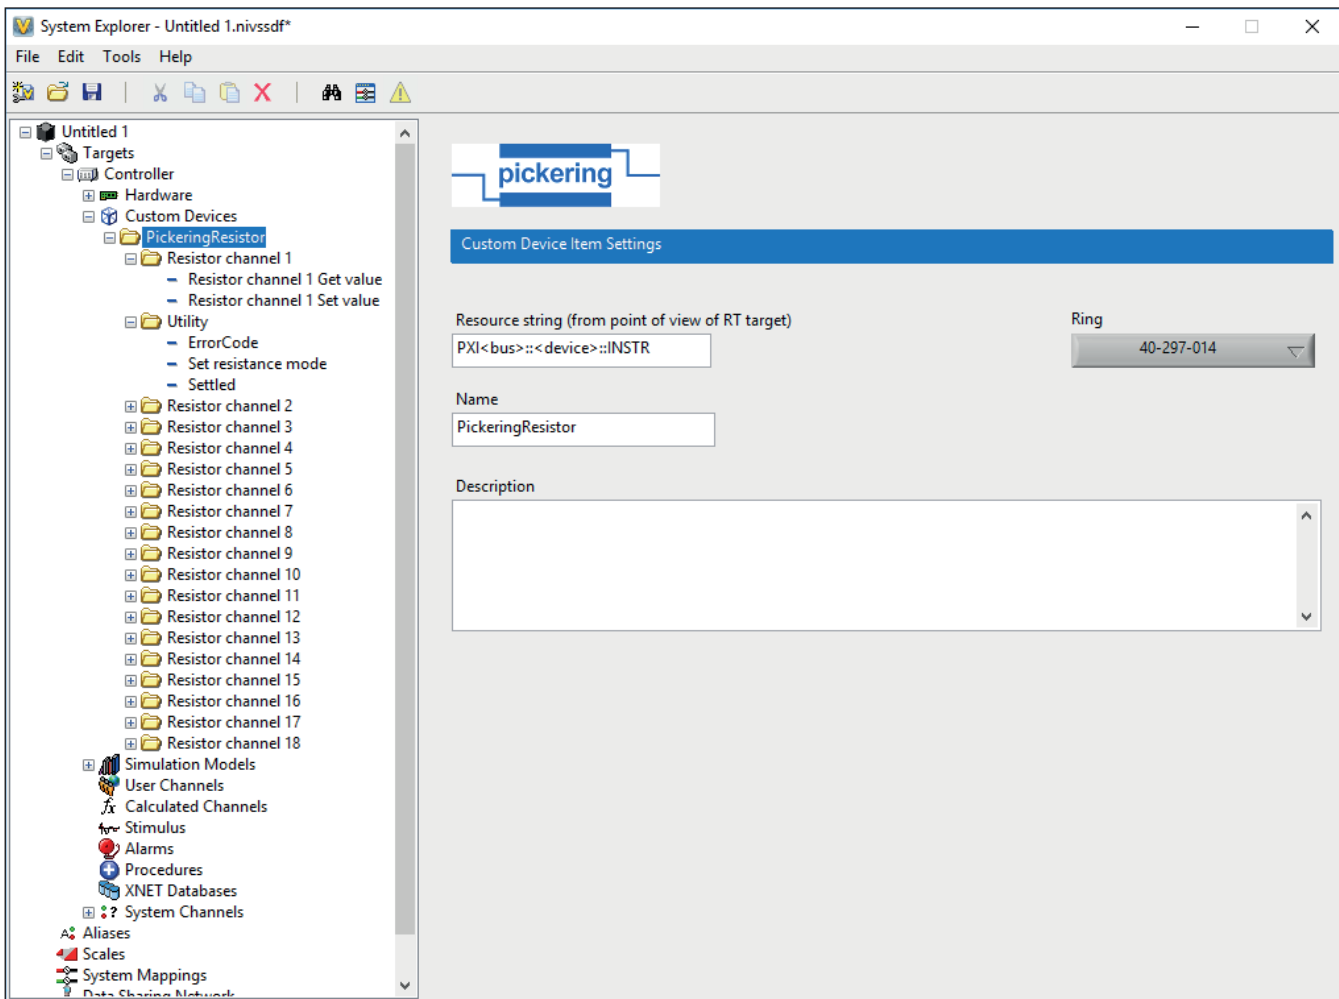 System Explorer - Untitled 1.nivssdf*
File Edit Tools Help
Untitled 1
Targets
Controller
Hardware
Custom Devices
PickeringResistor
Resistor channel 1
Resistor channel 1 Get value
Resistor channel 1 Set value
Utility
ErrorCode
Set resistance mode
Settled
Resistor channel 2
Resistor channel 3
Resistor channel 4
Resistor channel 5
Resistor channel 6
Resistor channel 7
Resistor channel 8
Resistor channel 9
Resistor channel 10
Resistor channel 11
Resistor channel 12
Resistor channel 13
Resistor channel 14
Resistor channel 15
Resistor channel 16
Resistor channel 17
Resistor channel 18
Simulation Models
User Channels
Calculated Channels
Stimulus
Alarms
Procedures
XNET Databases
System Channels
Aliases
Scales
System Mappings
Data Sharing Network
pickering
Custom Device Item Settings
Resource string (from point of view of RT target)
PXI<bus>::<device>::INSTR
Ring
40-297-014
Name
PickeringResistor
Description